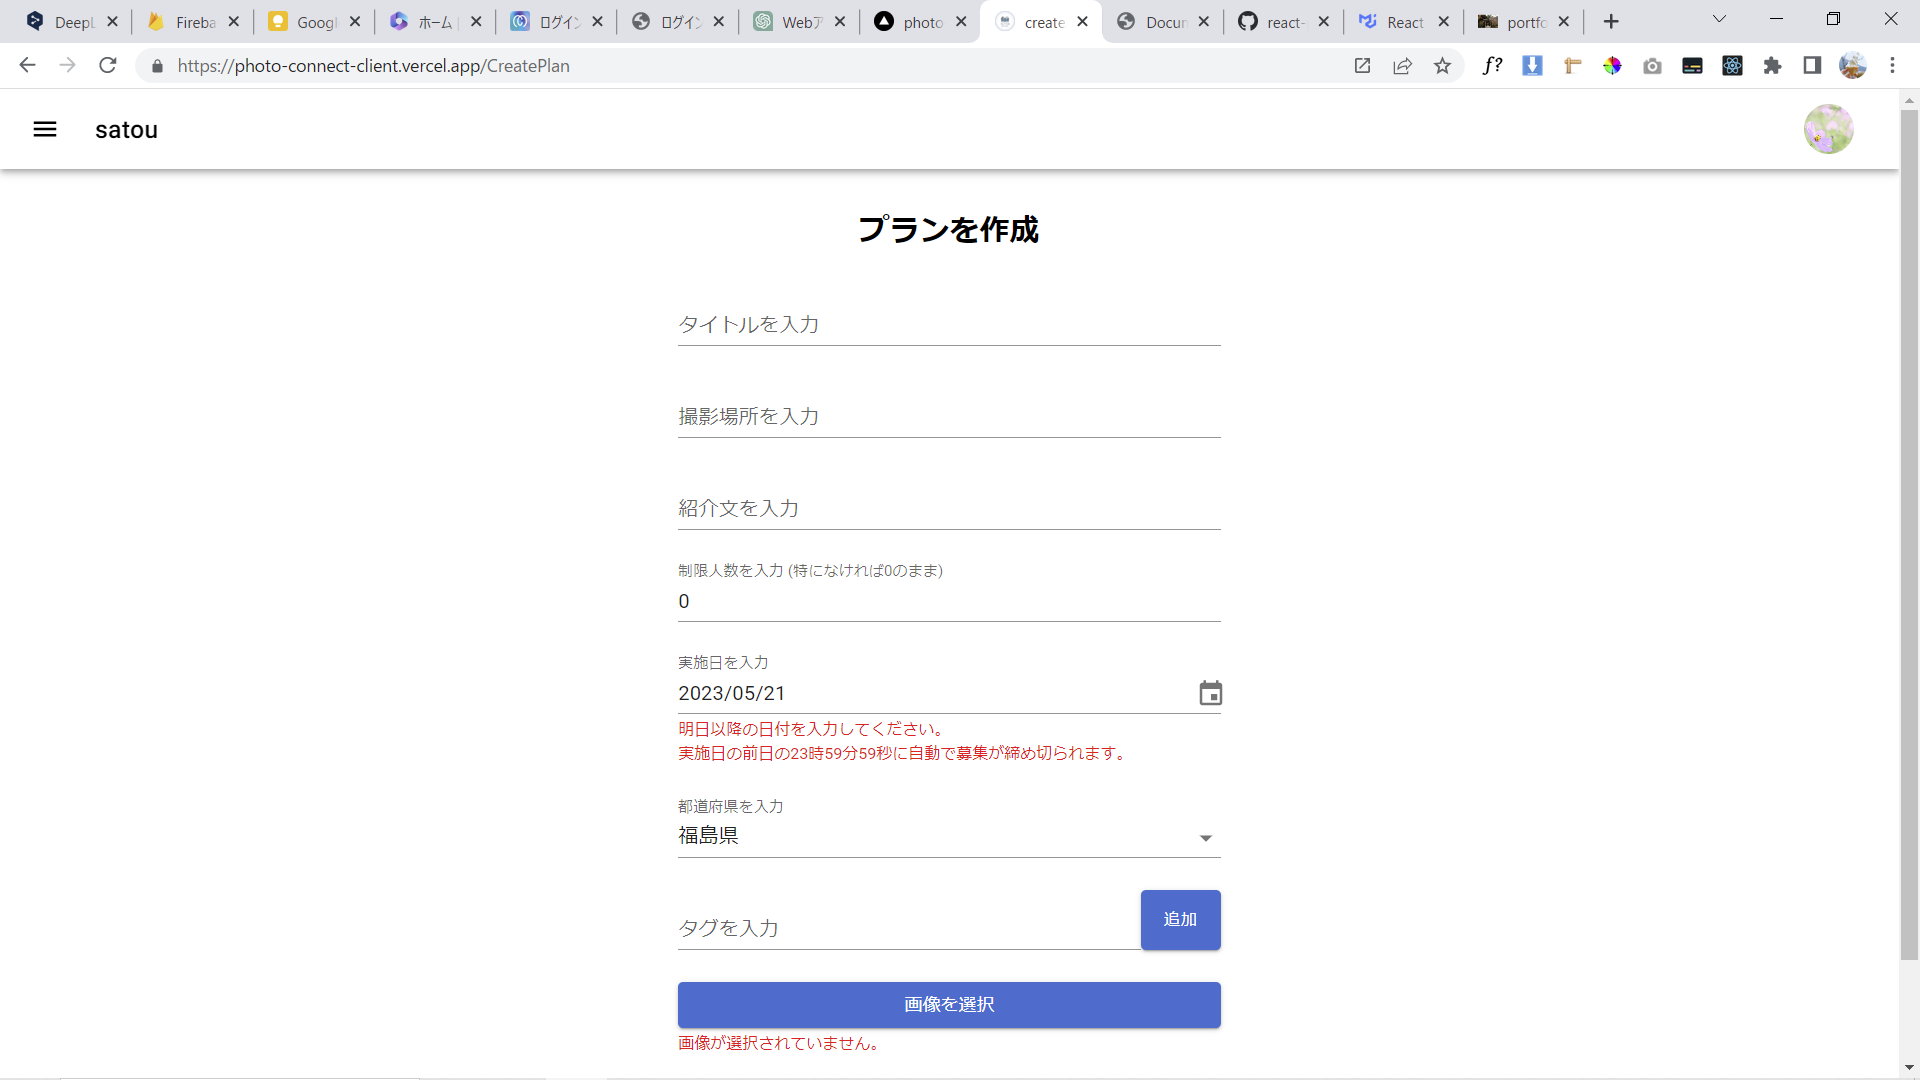 DeepL
Fireba
Googl
ホーム
ログイン
ログイン
Webア
photo
create
Docun
react-
React
portfo
https://photo-connect-client.vercel.app/CreatePlan
f?
satou
プランを作成
タイトルを入力
撮影場所を入力
紹介文を入力
制限人数を入力 (特になければ0のまま)
0
実施日を入力
2023/05/21
明日以降の日付を入力してください。
実施日の前日の23時59分59秒に自動で募集が締め切られます。
都道府県を入力
福島県
タグを入力
追加
画像を選択
画像が選択されていません。